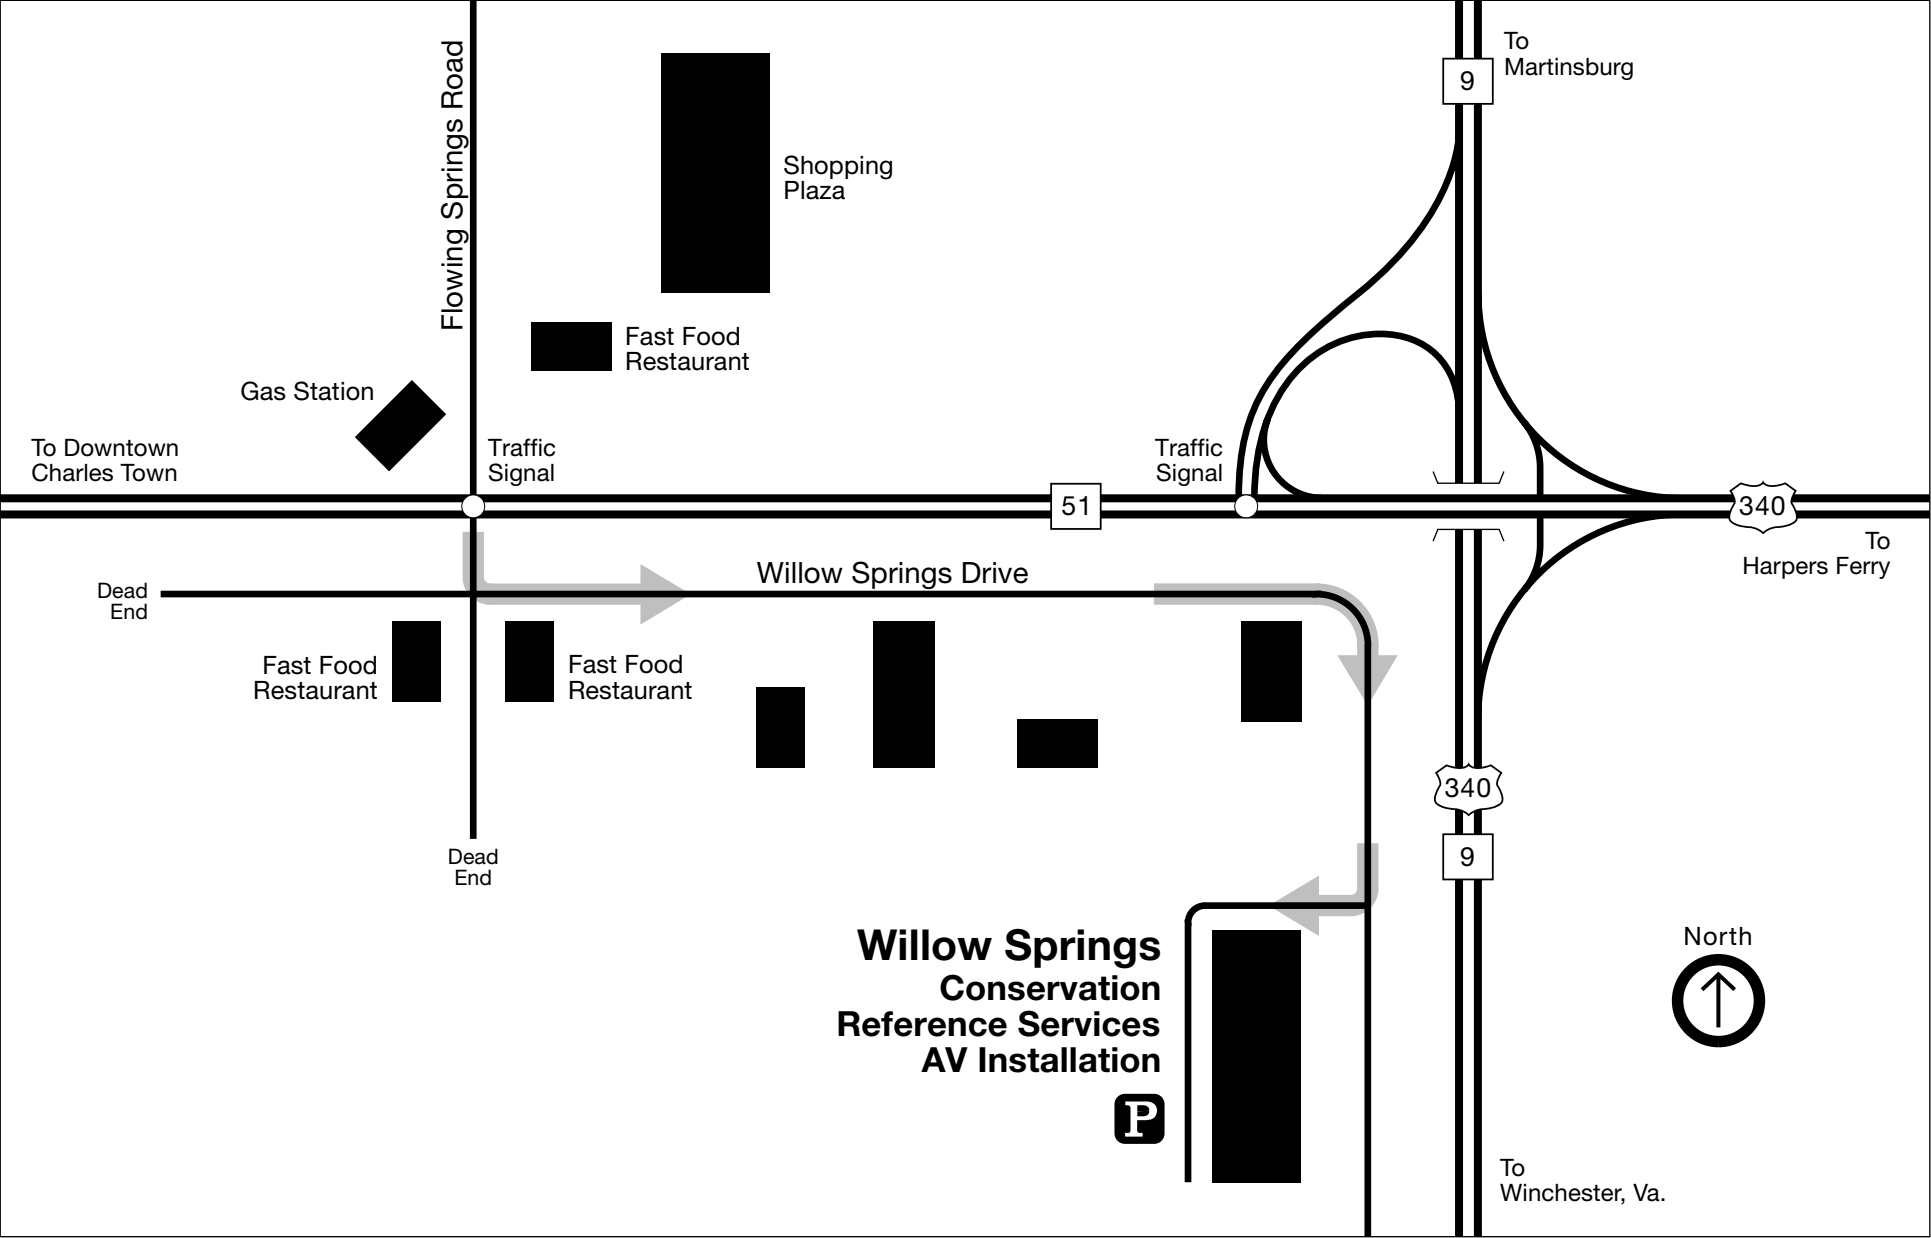 To
Martinsburg
9
Flowing Springs Road
Shopping
Plaza
Fast Food
Restaurant
Gas Station
To Downtown
Charles Town
Traffic
Signal
Traffic
Signal
51
340
To
Harpers Ferry
Willow Springs Drive
Dead
End
Fast Food
Restaurant
Fast Food
Restaurant
340
9
Dead
End
Willow Springs
Conservation
Reference Services
AV Installation
P
North
To
Winchester, Va.